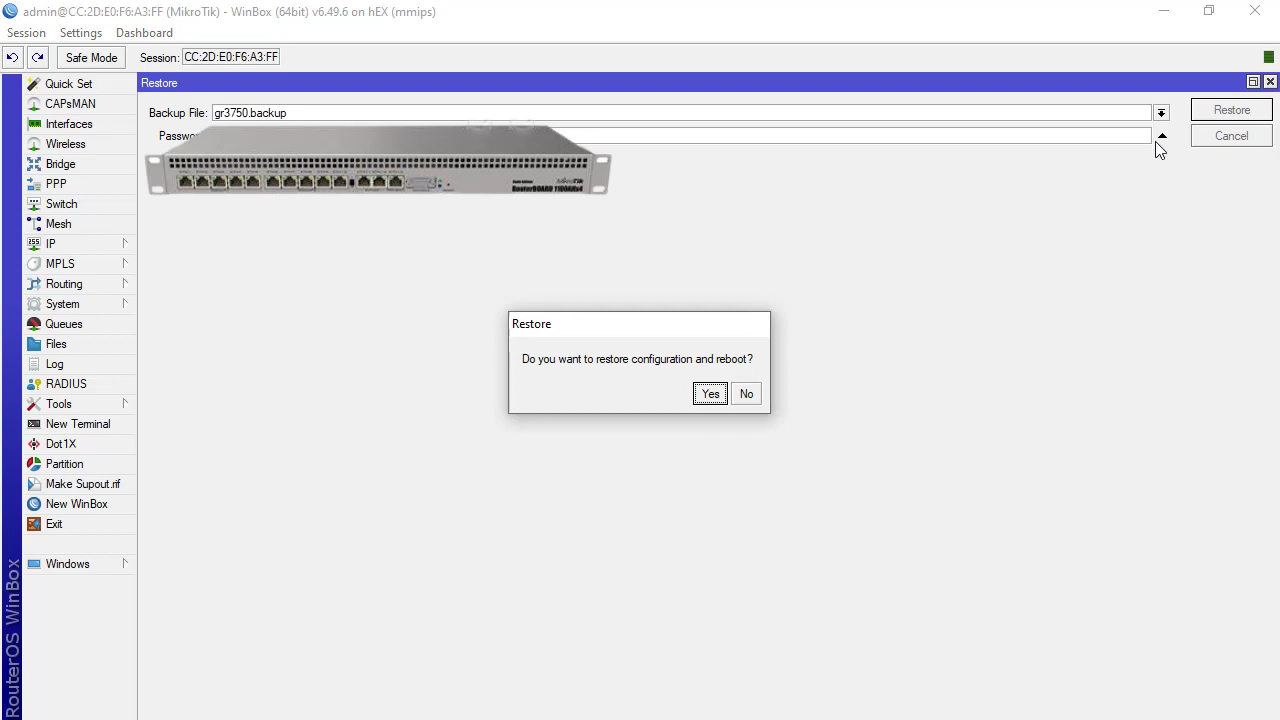 admin@CC:2D:E0:F6:A3:FF (MikroTik) - WinBox (64bit) v6.49.6 on hEX (mmips)
Session Settings Dashboard
Safe Mode Session: CC:2D:E0:F6:A3:FF
Quick Set
CAPsMAN
Interfaces
Wireless
Bridge
PPP
Switch
Mesh
IP
MPLS
Routing
System
Queues
Files
Log
RADIUS
Tools
New Terminal
Dot1X
Partition
Make Supout.rif
New WinBox
Exit
Windows
RouterOS WinBox
Restore
Backup File: gr3750.backup
Restore
Passwo
Cancel
MikroTik
RouterBOARD 1100AHx4
Restore
Do you want to restore configuration and reboot?
Yes No